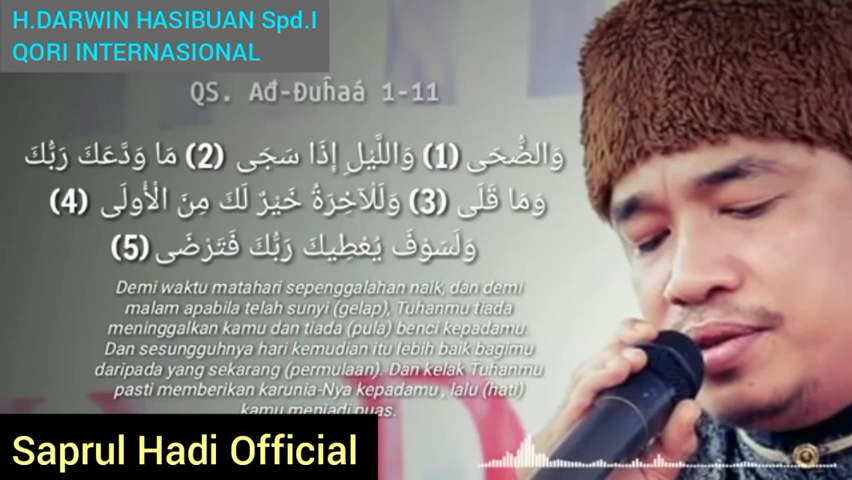 H.DARWIN HASIBUAN Spd.I
QORI INTERNASIONAL
QS. Ađ-Đuĥaá 1-11
وَالضُّحَى (1) وَاللَّيْلِ إِذَا سَجَى (2) مَا وَدَّعَكَ رَبُّكَ
وَمَا قَلَى (3) وَلَلْآخِرَةُ خَيْرٌ لَكَ مِنَ الْأُولَى (4)
وَلَسَوْفَ يُعْطِيكَ رَبُّكَ فَتَرْضَى (5)
Demi waktu matahari sepenggalahan naik, dan demi
malam apabila telah sunyi (gelap), Tuhanmu tiada
meninggalkan kamu dan tiada (pula) benci kepadamu.
Dan sesungguhnya hari kemudian itu lebih baik bagimu
daripada yang sekarang (permulaan). Dan kelak Tuhanmu
pasti memberikan karunia-Nya kepadamu , lalu (hati)
kamu menjadi puas.
Saprul Hadi Official